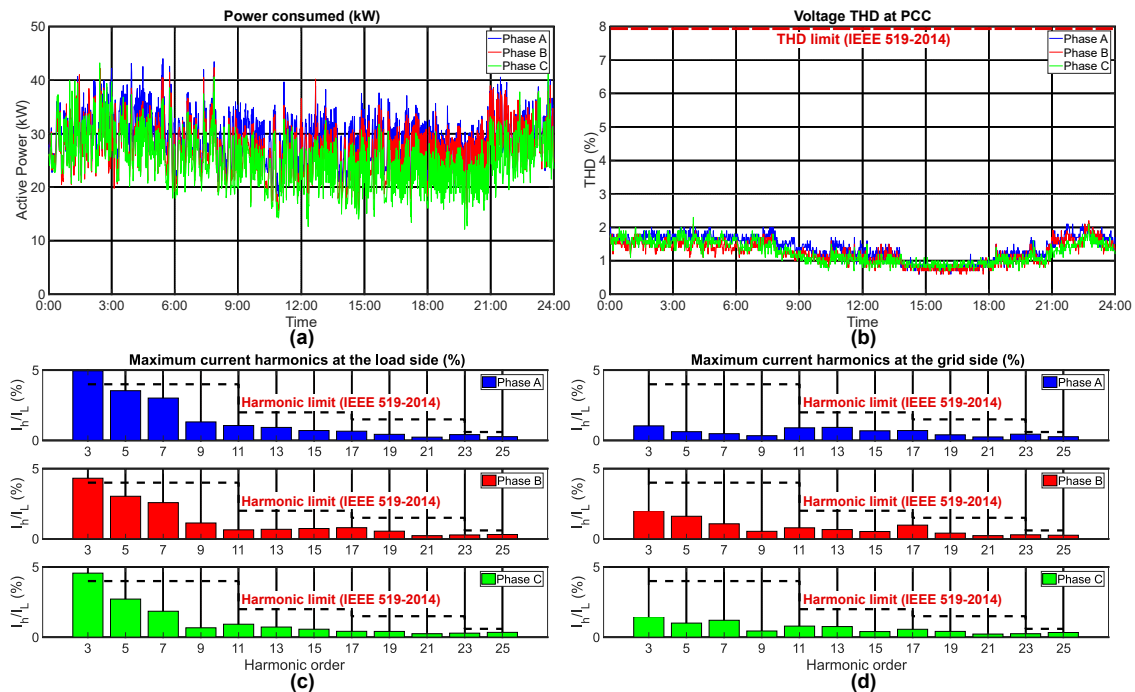 Power consumed (kW)
50
40
30
20
10
0
Active Power (kW)
Phase A
Phase B
Phase C
0:00 3:00 6:00 9:00 12:00 15:00 18:00 21:00 24:00
Time
(a)
Voltage THD at PCC
8
7
6
5
4
3
2
1
0
THD (%)
THD limit (IEEE 519-2014)
Phase A
Phase B
Phase C
0:00 3:00 6:00 9:00 12:00 15:00 18:00 21:00 24:00
Time
(b)
Maximum current harmonics at the load side (%)
5
0
Ih/IL (%)
Harmonic limit (IEEE 519-2014)
Phase A
3 5 7 9 11 13 15 17 19 21 23 25
5
0
Ih/IL (%)
Harmonic limit (IEEE 519-2014)
Phase B
3 5 7 9 11 13 15 17 19 21 23 25
5
0
Ih/IL (%)
Harmonic limit (IEEE 519-2014)
Phase C
3 5 7 9 11 13 15 17 19 21 23 25
Harmonic order
(c)
Maximum current harmonics at the grid side (%)
5
0
Ih/IL (%)
Harmonic limit (IEEE 519-2014)
Phase A
3 5 7 9 11 13 15 17 19 21 23 25
5
0
Ih/IL (%)
Harmonic limit (IEEE 519-2014)
Phase B
3 5 7 9 11 13 15 17 19 21 23 25
5
0
Ih/IL (%)
Harmonic limit (IEEE 519-2014)
Phase C
3 5 7 9 11 13 15 17 19 21 23 25
Harmonic order
(d)